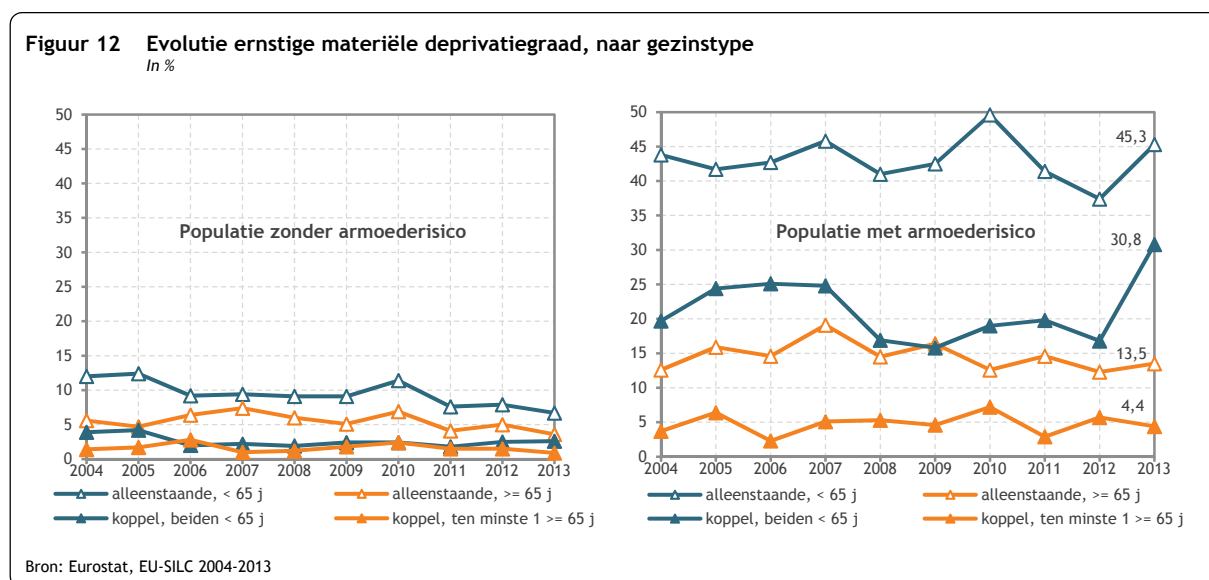 Figuur 12 Evolutie ernstige materiële deprivatiegraad, naar gezinstype
In %
50
45
40
35
30
25
20
15
10
5
0
Populatie zonder armoederisico
2004 2005 2006 2007 2008 2009 2010 2011 2012 2013
alleenstaande, < 65 j alleenstaande, >= 65 j
koppel, beiden < 65 j koppel, ten minste 1 >= 65 j
50
45
40
35
30
25
20
15
10
5
0
45,3
Populatie met armoederisico
30,8
13,5
4,4
2004 2005 2006 2007 2008 2009 2010 2011 2012 2013
alleenstaande, < 65 j alleenstaande, >= 65 j
koppel, beiden < 65 j koppel, ten minste 1 >= 65 j
Bron: Eurostat, EU-SILC 2004-2013